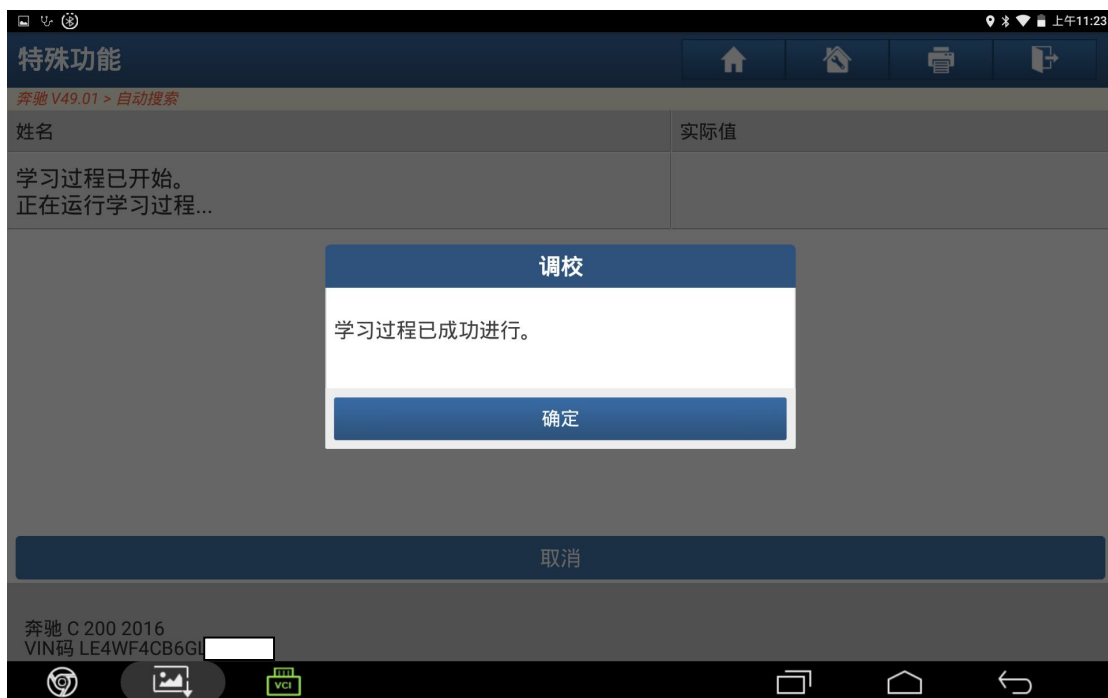 上午11:23
特殊功能
奔驰 V49.01 > 自动搜索
姓名
实际值
学习过程已开始。
正在运行学习过程...
调校
学习过程已成功进行。
确定
取消
奔驰 C 200 2016
VIN码 LE4WF4CB6GL
VCI